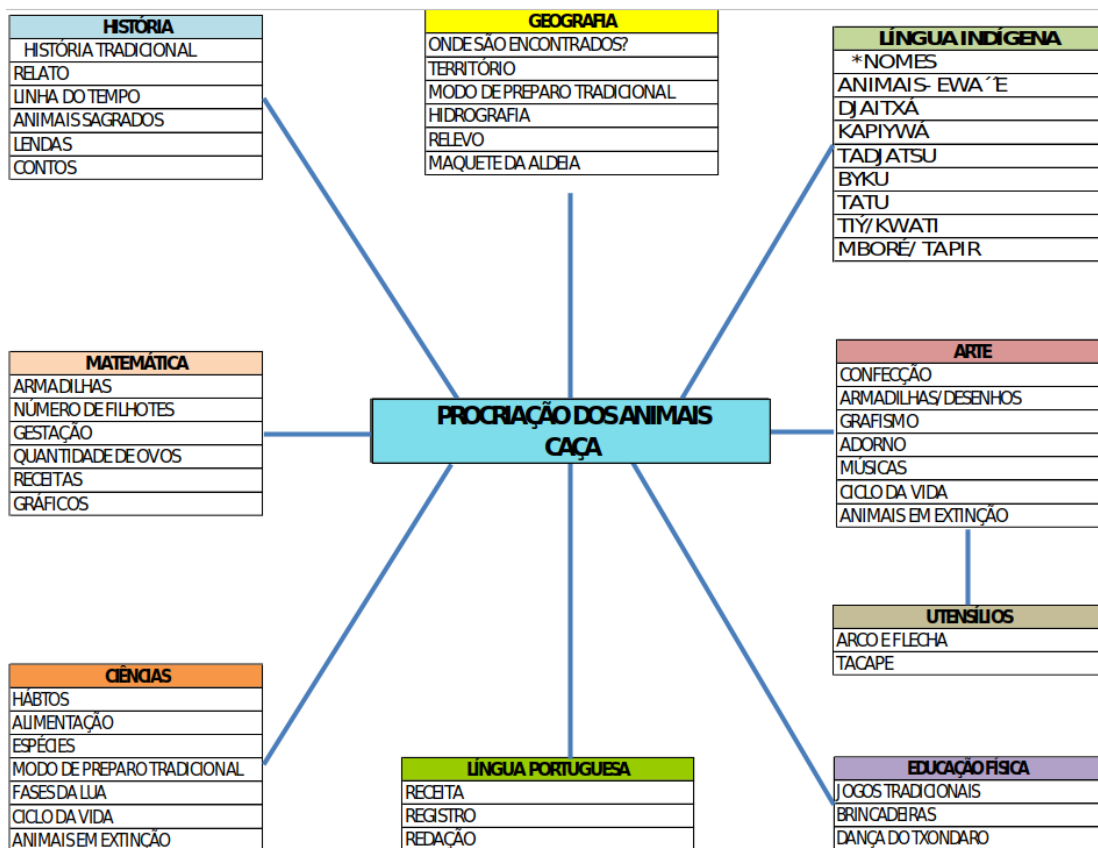 HISTÓRIA
HISTÓRIA TRADICIONAL
RELATO
LINHA DO TEMPO
ANIMAIS SAGRADOS
LENDAS
CONTOS
GEOGRAFIA
ONDE SÃO ENCONTRADOS?
TERRITÓRIO
MODO DE PREPARO TRADICIONAL
HIDROGRAFIA
RELEVO
MAQUETE DA ALDEIA
LÍNGUA INDÍGENA
*NOMES
ANIMAIS- EWA´´E
DJAITXÁ
KAPIYWÁ
TADJATSU
BYKU
TATU
TIÝ/KWATI
MBORÉ/ TAPIR
MATEMÁTICA
ARMADILHAS
NÚMERO DE FILHOTES
GESTAÇÃO
QUANTIDADE DE OVOS
RECEITAS
GRÁFICOS
PROCRIAÇÃO DOS ANIMAIS
CAÇA
ARTE
CONFECÇÃO
ARMADILHAS/DESENHOS
GRAFISMO
ADORNO
MÚSICAS
CICLO DA VIDA
ANIMAIS EM EXTINÇÃO
UTENSÍLIOS
ARCO E FLECHA
TACAPE
CIÊNCIAS
HÁBTOS
ALIMENTAÇÃO
ESPÉCIES
MODO DE PREPARO TRADICIONAL
FASES DA LUA
CICLO DA VIDA
ANIMAIS EM EXTINÇÃO
LÍNGUA PORTUGUESA
RECEITA
REGISTRO
REDAÇÃO
EDUCAÇÃO FÍSICA
JOGOS TRADICIONAIS
BRINCADEIRAS
DANÇA DO TXONDARO